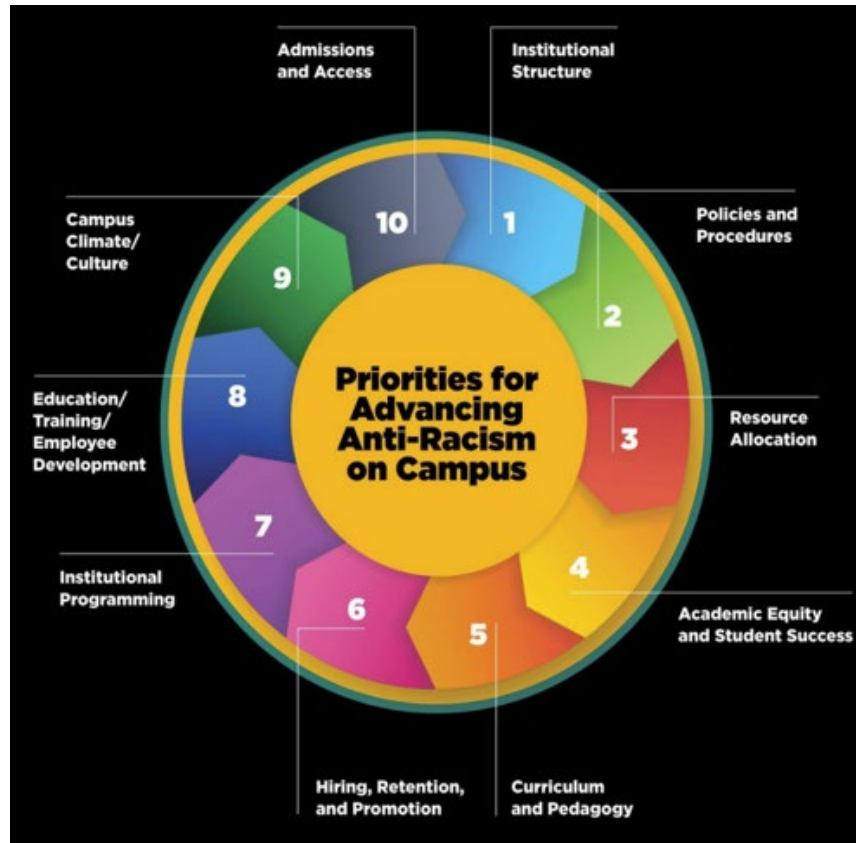 Priorities for
Advancing
Anti-Racism
on Campus
1
Institutional
Structure
2
Policies and
Procedures
3
Resource
Allocation
4
Academic Equity
and Student Success
5
Curriculum
and Pedagogy
6
Hiring, Retention,
and Promotion
7
Institutional
Programming
8
Education/
Training/
Employee
Development
9
Campus
Climate/
Culture
10
Admissions
and Access